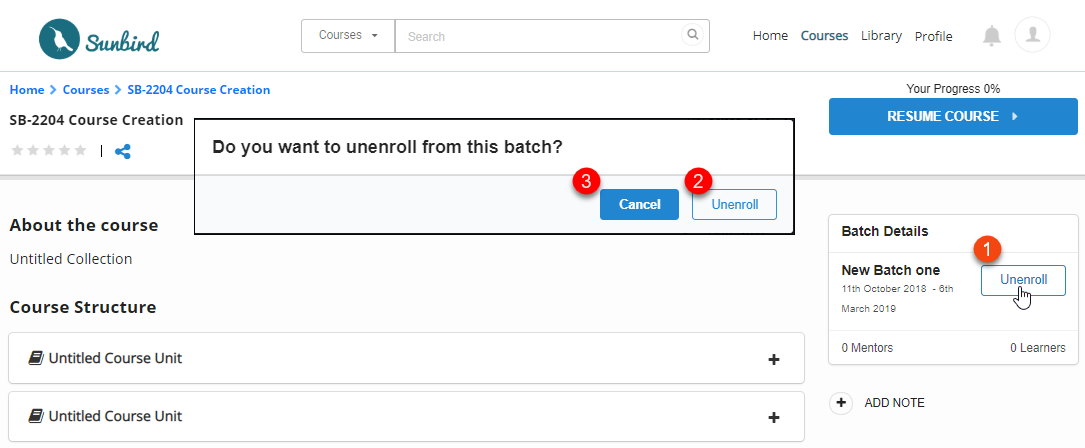 Sunbird
Courses
Search
Home Courses Library Profile
Home Courses SB-2204 Course Creation
Your Progress 0%
SB-2204 Course Creation
RESUME COURSE
Do you want to unenroll from this batch?
3
2
Cancel
Unenroll
About the course
Untitled Collection
Batch Details
1
New Batch one
Unenroll
11th October 2018 - 6th
March 2019
Course Structure
0 Mentors
0 Learners
Untitled Course Unit
Untitled Course Unit
ADD NOTE